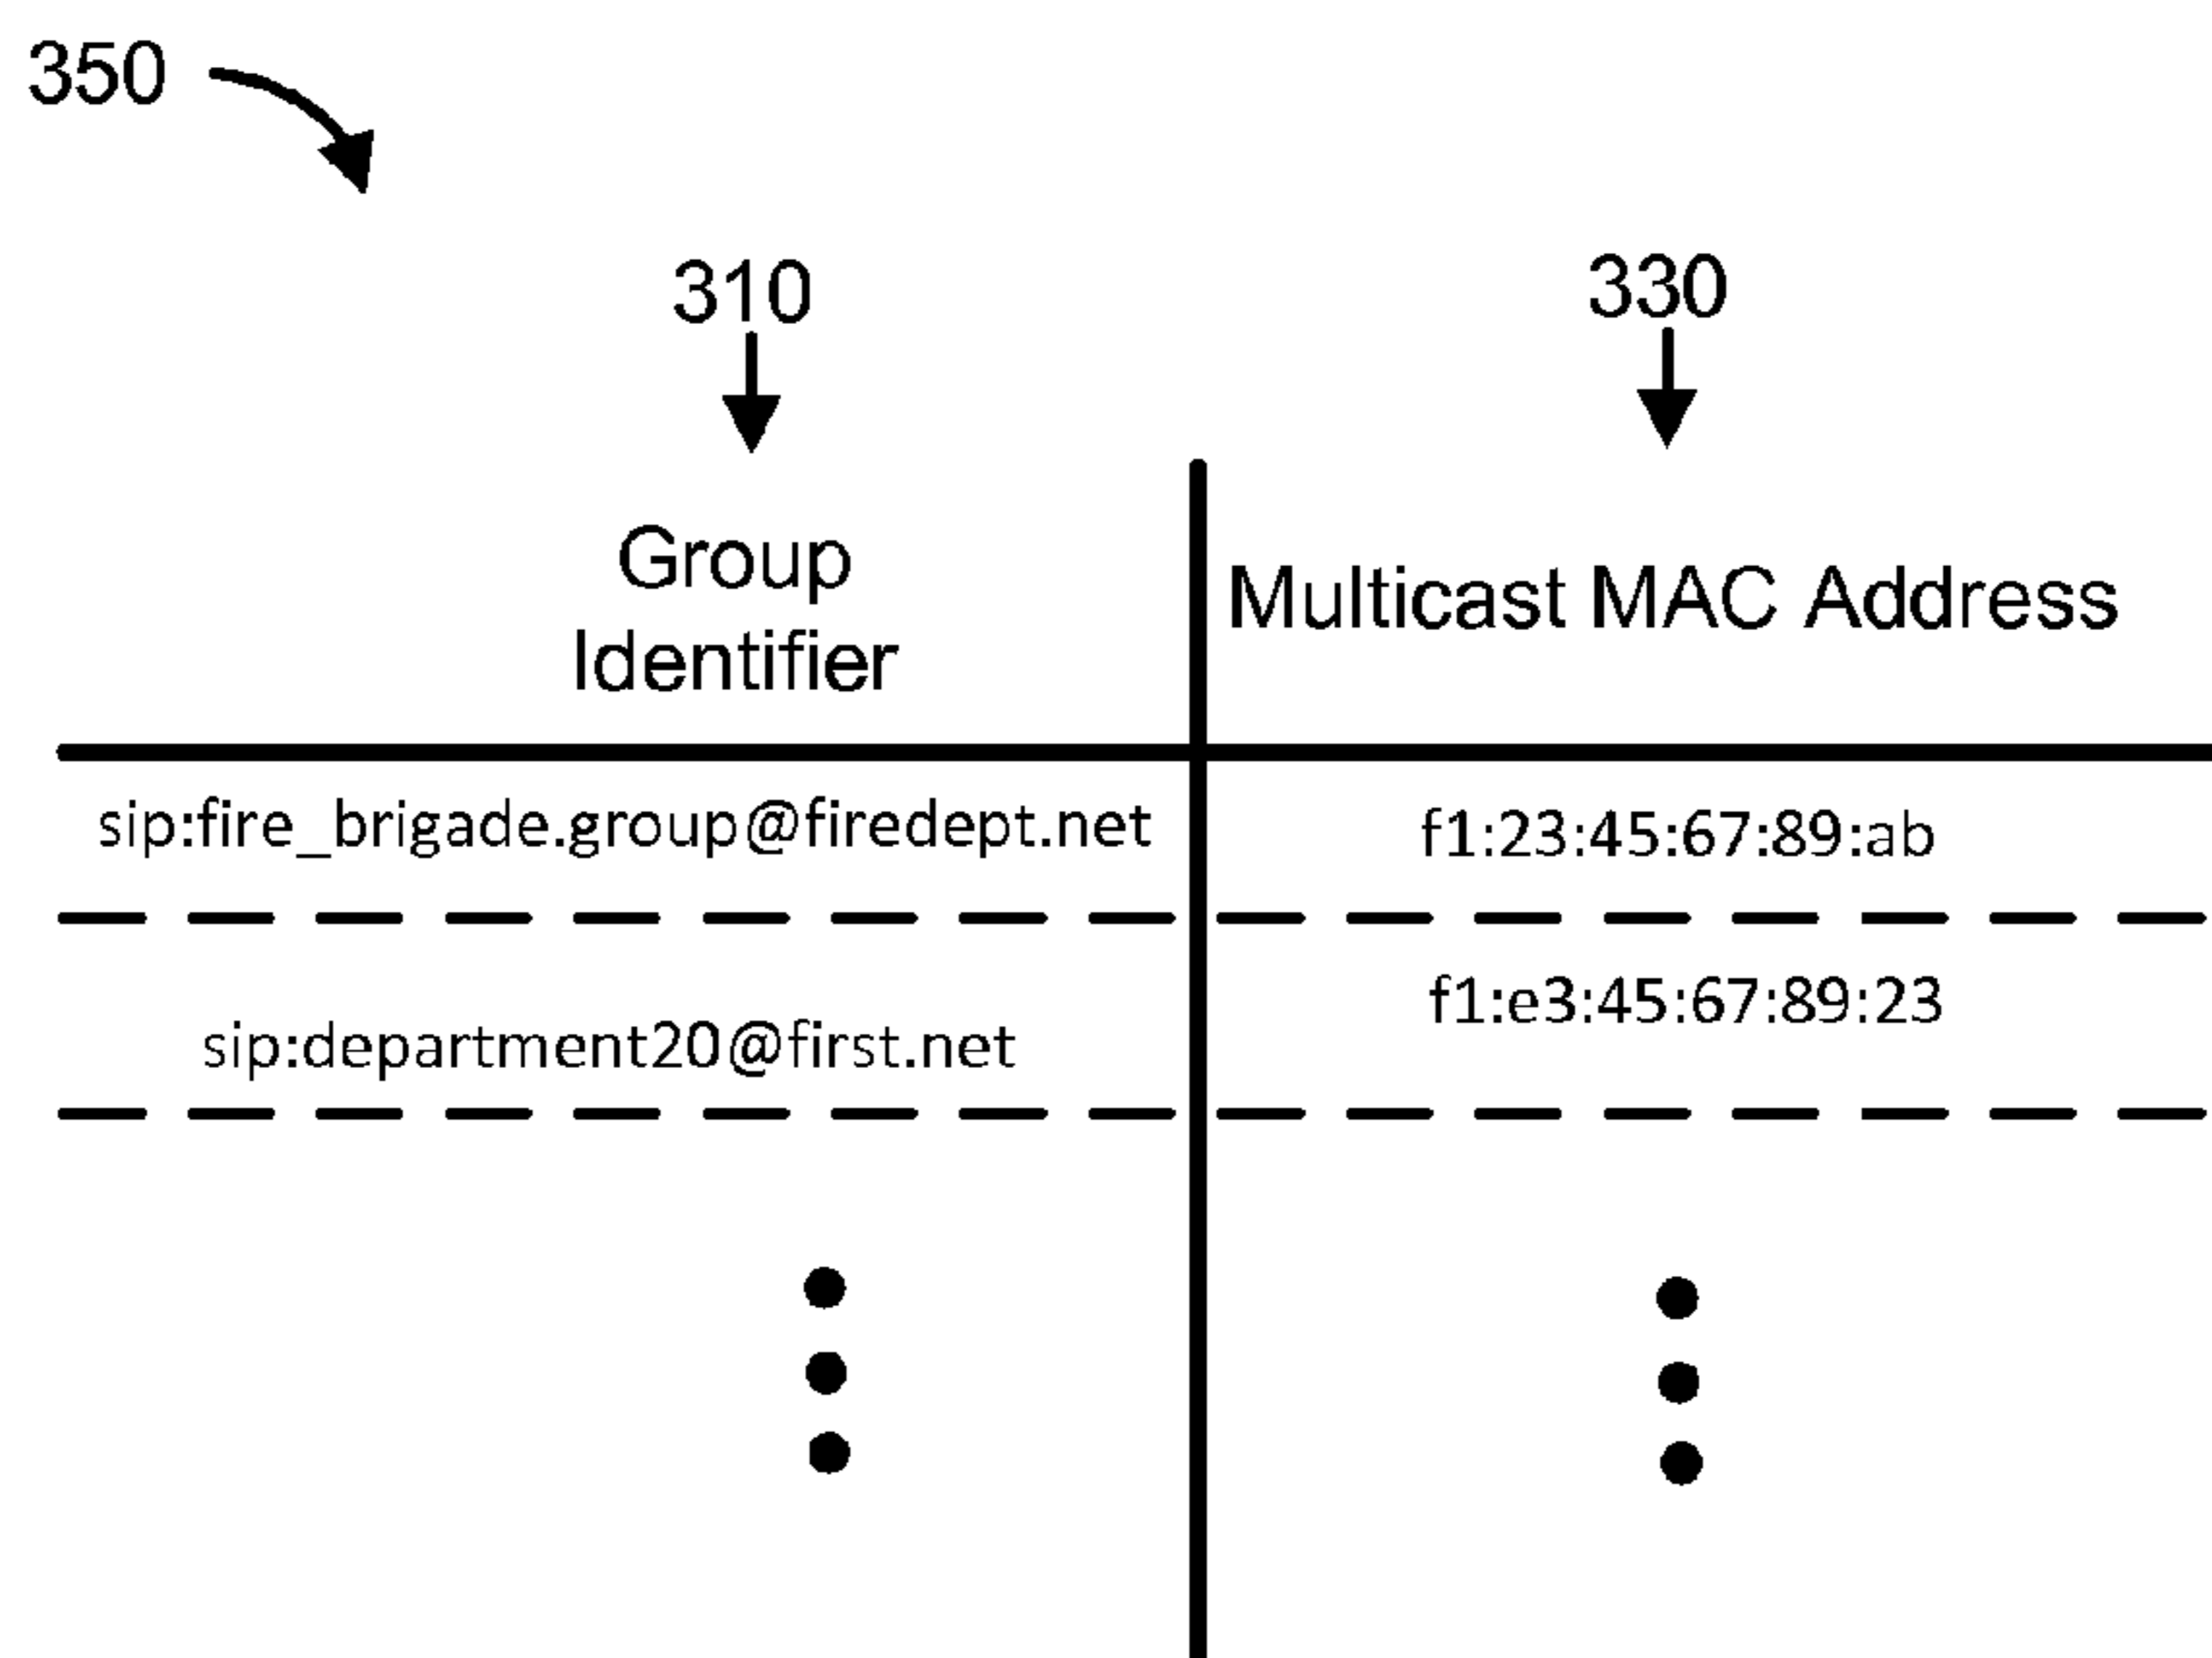 350
310
330
Group
Identifier
Multicast MAC Address
sip:fire_brigade.group@firedept.net
f1:23:45:67:89:ab
sip:department20@first.net
f1:e3:45:67:89:23